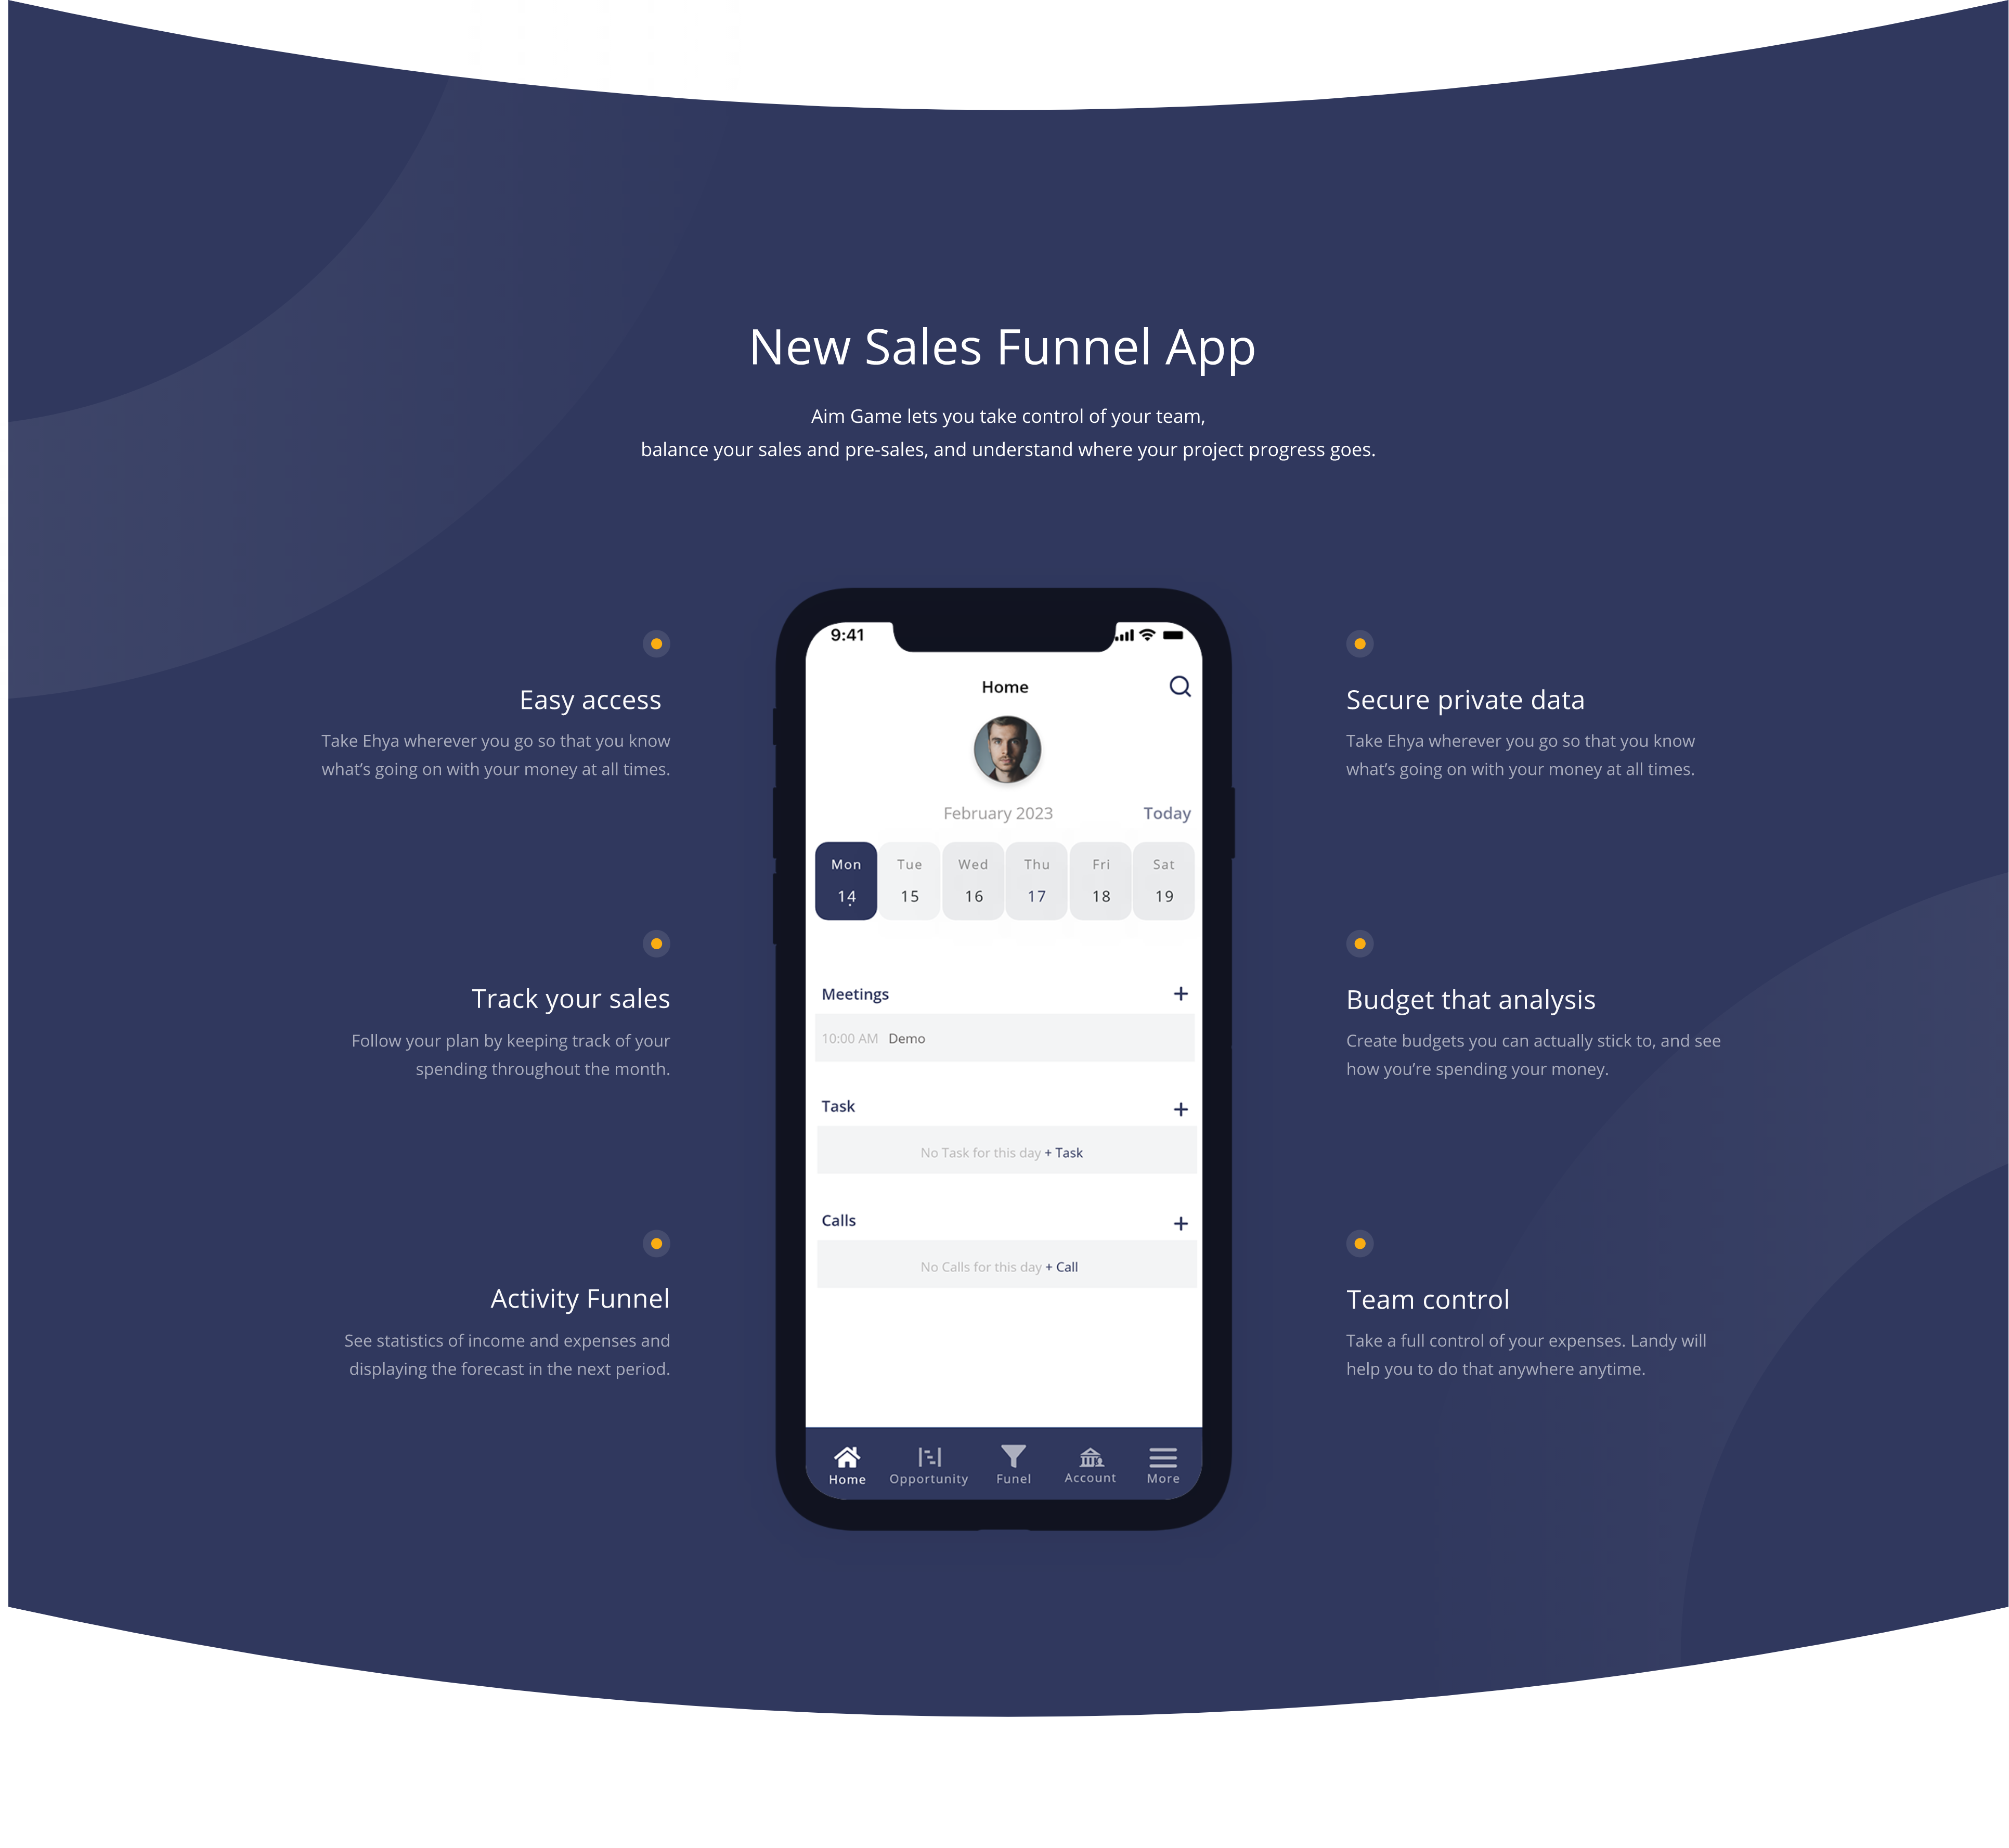 New Sales Funnel App
Aim Game lets you take control of your team,
balance your sales and pre-sales, and understand where your project progress goes.
Easy access
Take Ehya wherever you go so that you know
what's going on with your money at all times.
Track your sales
Follow your plan by keeping track of your
spending throughout the month.
Activity Funnel
See statistics of income and expenses and
displaying the forecast in the next period.
9:41
Home
February 2023 Today
Mon Tue Wed Thu Fri Sat
14 15 16 17 18 19
Meetings +
10:00 AM Demo
Task +
No Task for this day + Task
Calls +
No Calls for this day + Call
Home Opportunity Funel Account More
Secure private data
Take Ehya wherever you go so that you know
what's going on with your money at all times.
Budget that analysis
Create budgets you can actually stick to, and see
how you're spending your money.
Team control
Take a full control of your expenses. Landy will
help you to do that anywhere anytime.